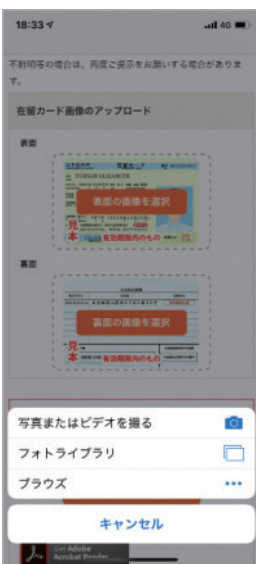 18:33
4G
不鮮明等の場合は、再度ご提示をお願いする場合がありま
す。
在留カード画像のアップロード
表面
TURNER ELIZABETH
表面の画像を選択
見本
有効期限内のもの
裏面
裏面の画像を選択
見本
有効期限内のもの
写真またはビデオを撮る
フォトライブラリ
ブラウズ
キャンセル
Get Adobe
Acrobat Reader